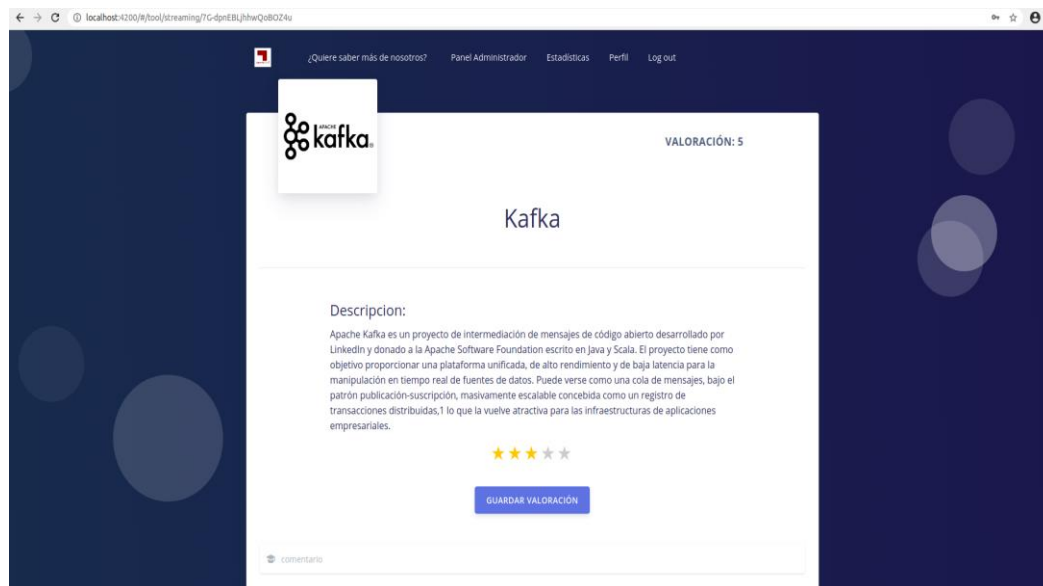 localhost:4200/#/tool/streaming/7G-dpnEBLjhhwQoBOZ4u
¿Quiere saber más de nosotros? Panel Administrador Estadísticas Perfil Log out
APACHE
kafka
VALORACIÓN: 5
Kafka
Descripcion:
Apache Kafka es un proyecto de intermediación de mensajes de código abierto desarrollado por
LinkedIn y donado a la Apache Software Foundation escrito en Java y Scala. El proyecto tiene como
objetivo proporcionar una plataforma unificada, de alto rendimiento y de baja latencia para la
manipulación en tiempo real de fuentes de datos. Puede verse como una cola de mensajes, bajo el
patrón publicación-suscripción, masivamente escalable concebida como un registro de
transacciones distribuidas,1 lo que la vuelve atractiva para las infraestructuras de aplicaciones
empresariales.
GUARDAR VALORACIÓN
comentario